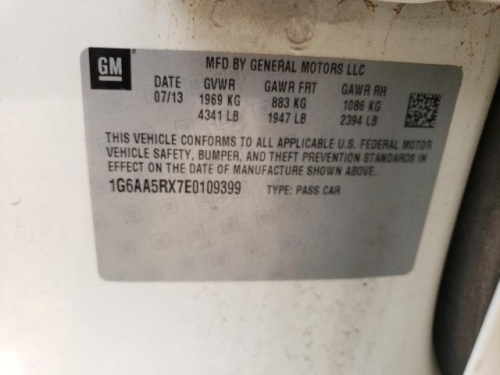 GM
MFD BY GENERAL MOTORS LLC
DATE GVWR GAWR FRT GAWR RR
07/13 1969 KG 883 KG 1086 KG
4341 LB 1947 LB 2394 LB
THIS VEHICLE CONFORMS TO ALL APPLICABLE U.S. FEDERAL MOTOR
VEHICLE SAFETY, BUMPER, AND THEFT PREVENTION STANDARDS IN
EFFECT ON THE DATE OF MANUFACTURE SHOWN ABOVE.
1G6AA5RX7E0109399 TYPE: PASS CAR